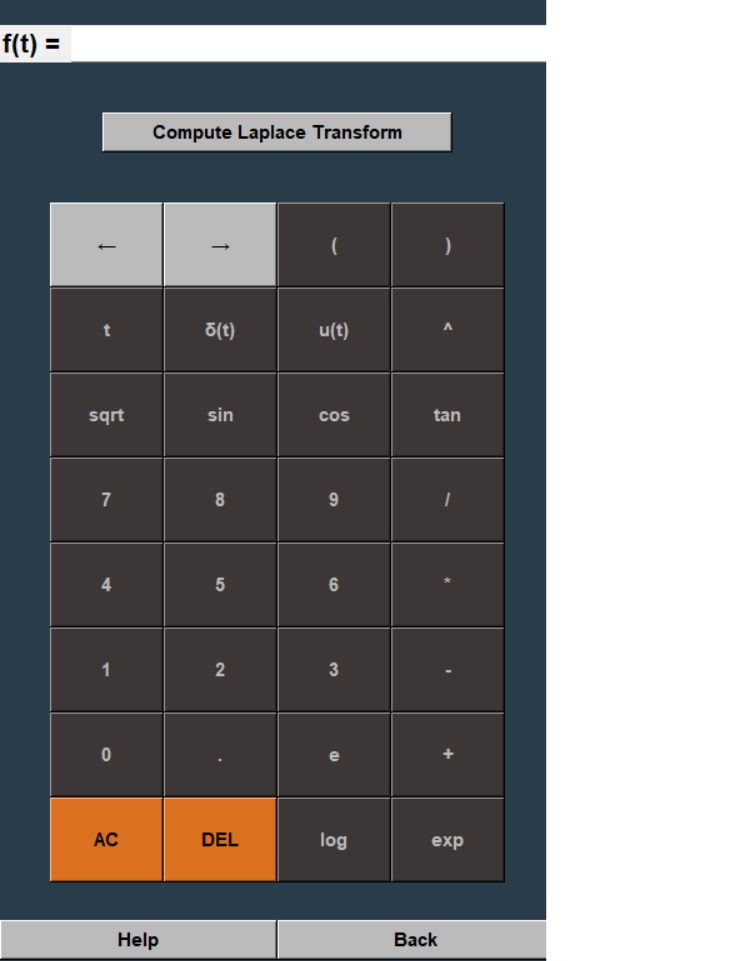 f(t) =
Compute Laplace Transform
← → ( )
t δ(t) u(t) ^
sqrt sin cos tan
7 8 9 /
4 5 6 *
1 2 3 -
0 . e +
AC DEL log exp
Help Back